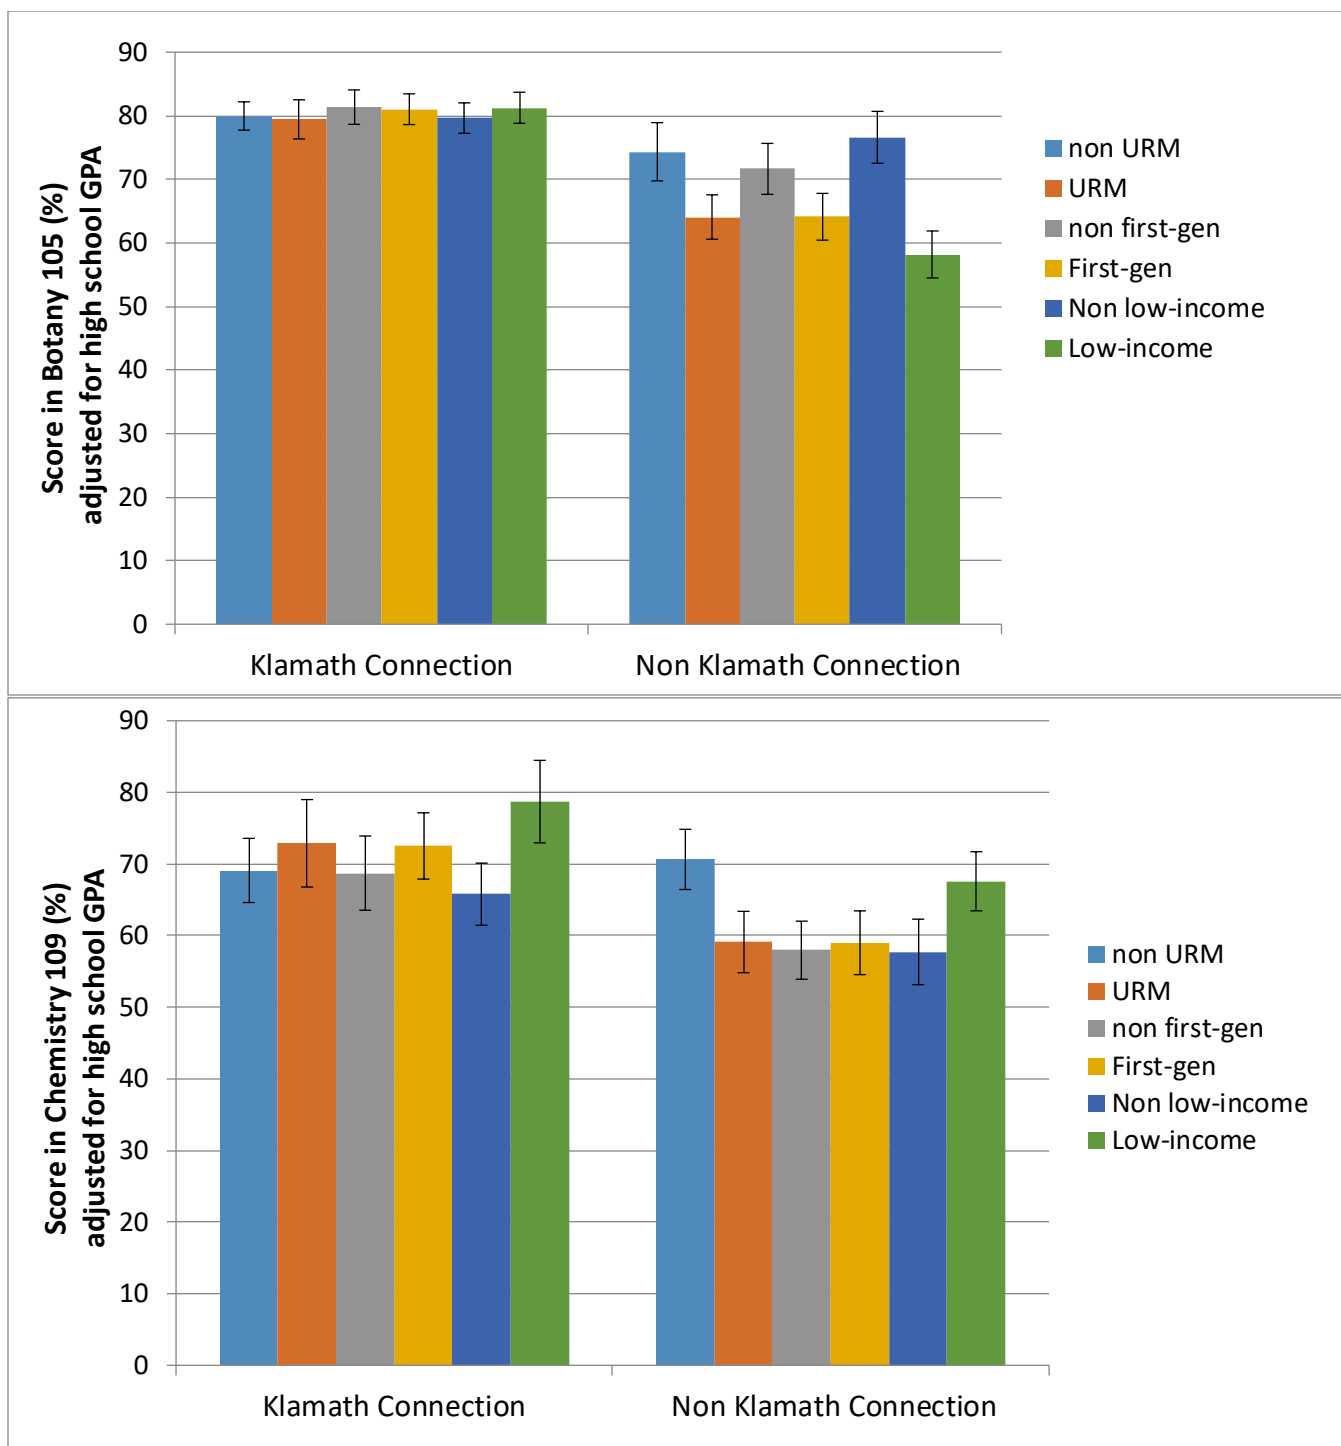 Score in Botany 105 (%)
adjusted for high school GPA
90
80
70
60
50
40
30
20
10
0
Klamath Connection
Non Klamath Connection
non URM
URM
non first-gen
First-gen
Non low-income
Low-income
Score in Chemistry 109 (%)
adjusted for high school GPA
90
80
70
60
50
40
30
20
10
0
Klamath Connection
Non Klamath Connection
non URM
URM
non first-gen
First-gen
Non low-income
Low-income